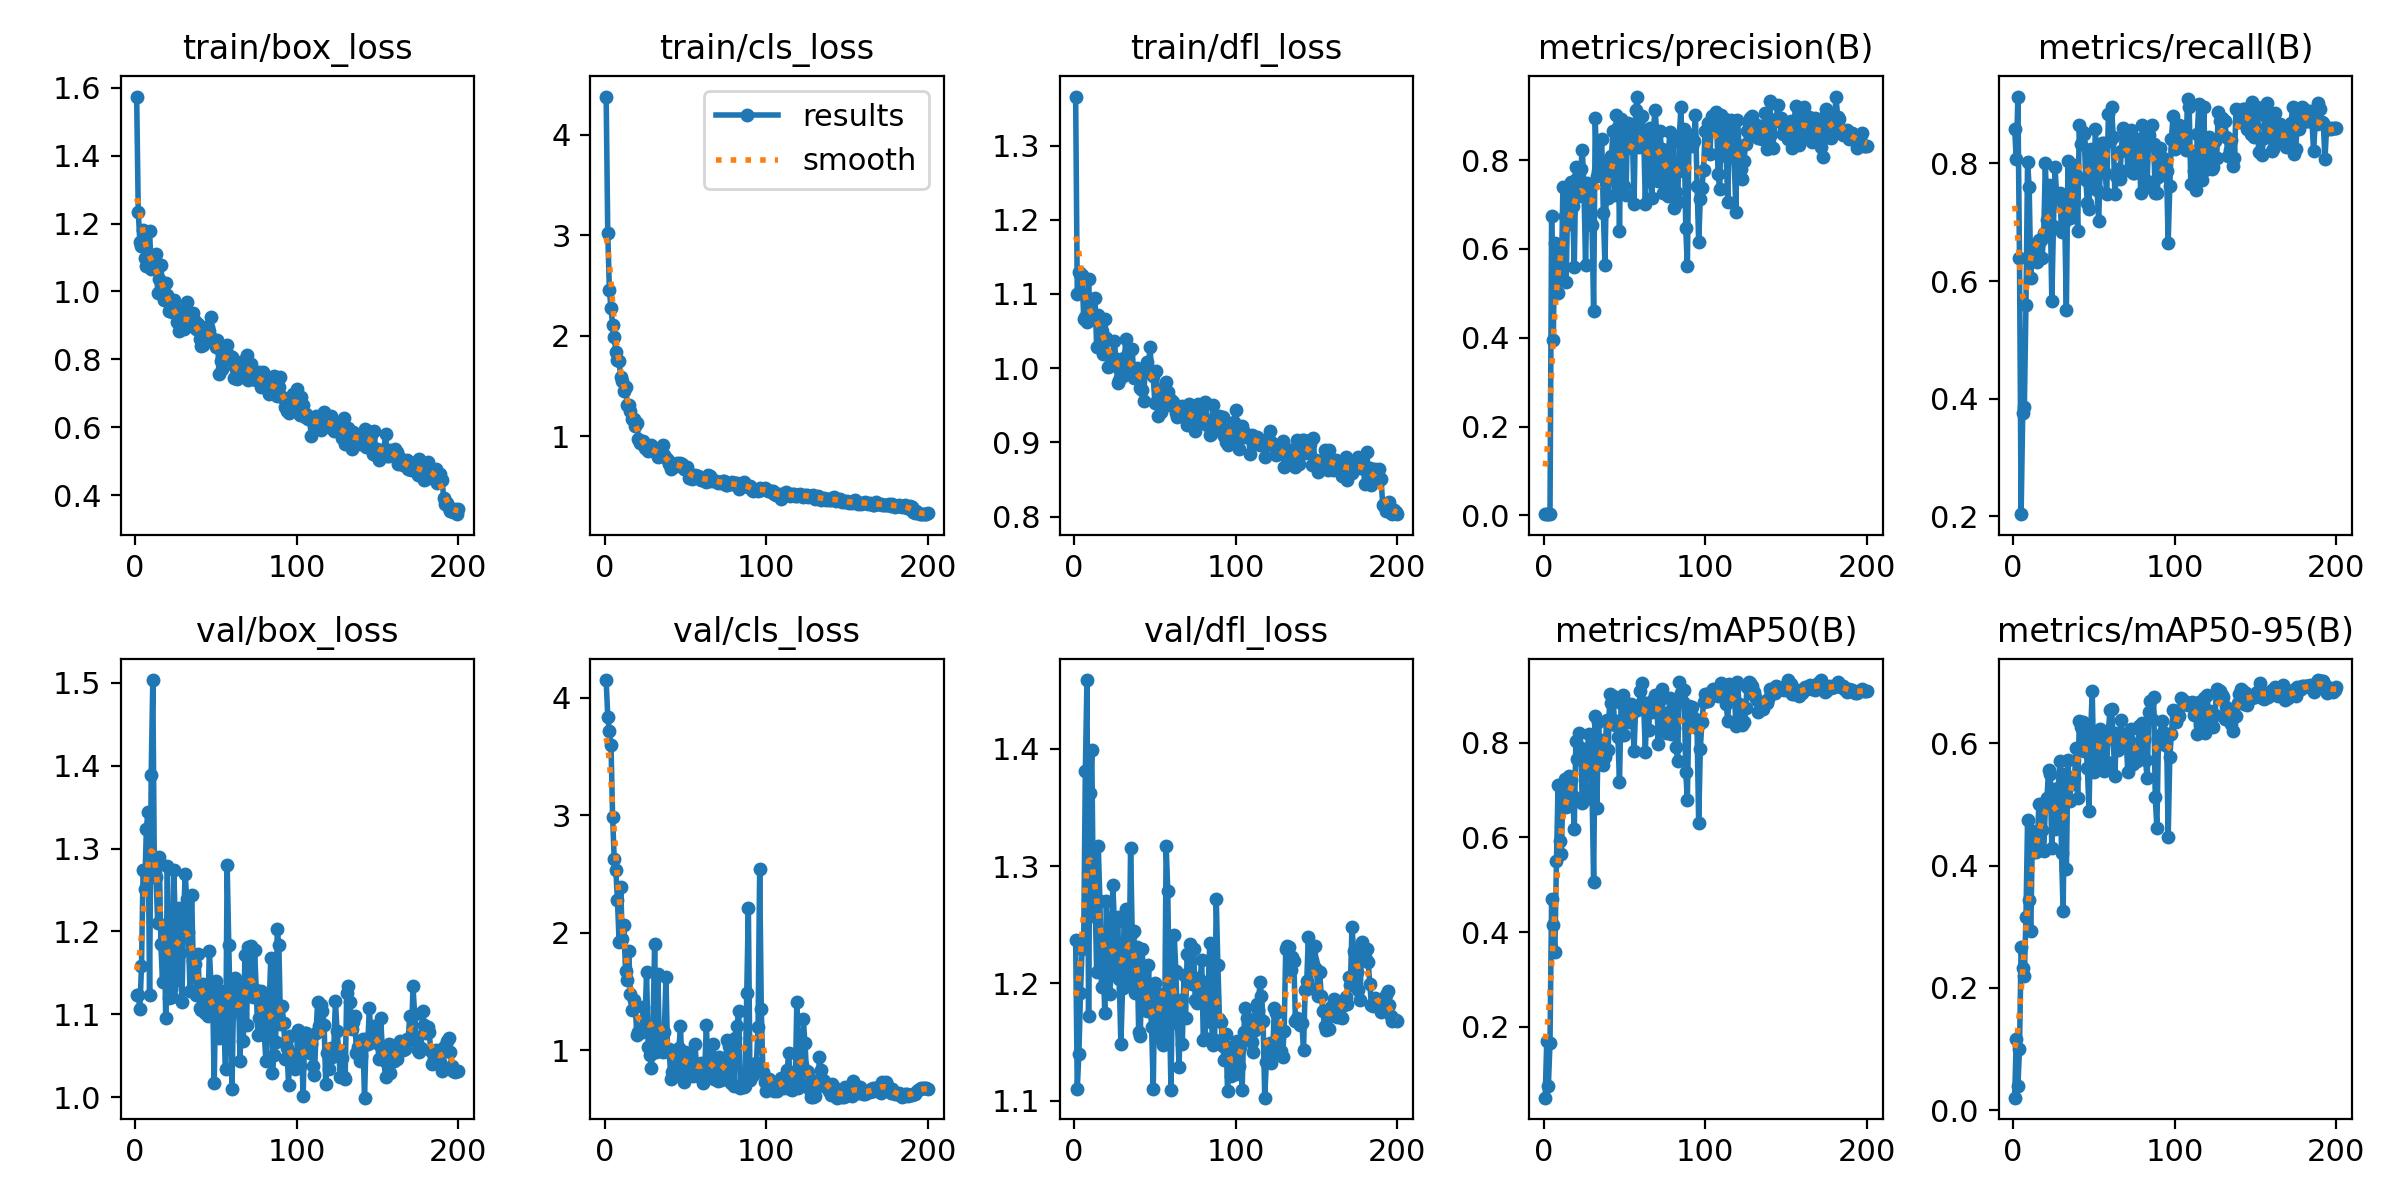 train/box_loss
1.6
1.4
1.2
1.0
0.8
0.6
0.4
0 100 200
train/cls_loss
results
smooth
4
3
2
1
0 100 200
train/dfl_loss
1.3
1.2
1.1
1.0
0.9
0.8
0 100 200
metrics/precision(B)
0.8
0.6
0.4
0.2
0.0
0 100 200
metrics/recall(B)
0.8
0.6
0.4
0.2
0 100 200
val/box_loss
1.5
1.4
1.3
1.2
1.1
1.0
0 100 200
val/cls_loss
4
3
2
1
0 100 200
val/dfl_loss
1.4
1.3
1.2
1.1
0 100 200
metrics/mAP50(B)
0.8
0.6
0.4
0.2
0 100 200
metrics/mAP50-95(B)
0.6
0.4
0.2
0.0
0 100 200